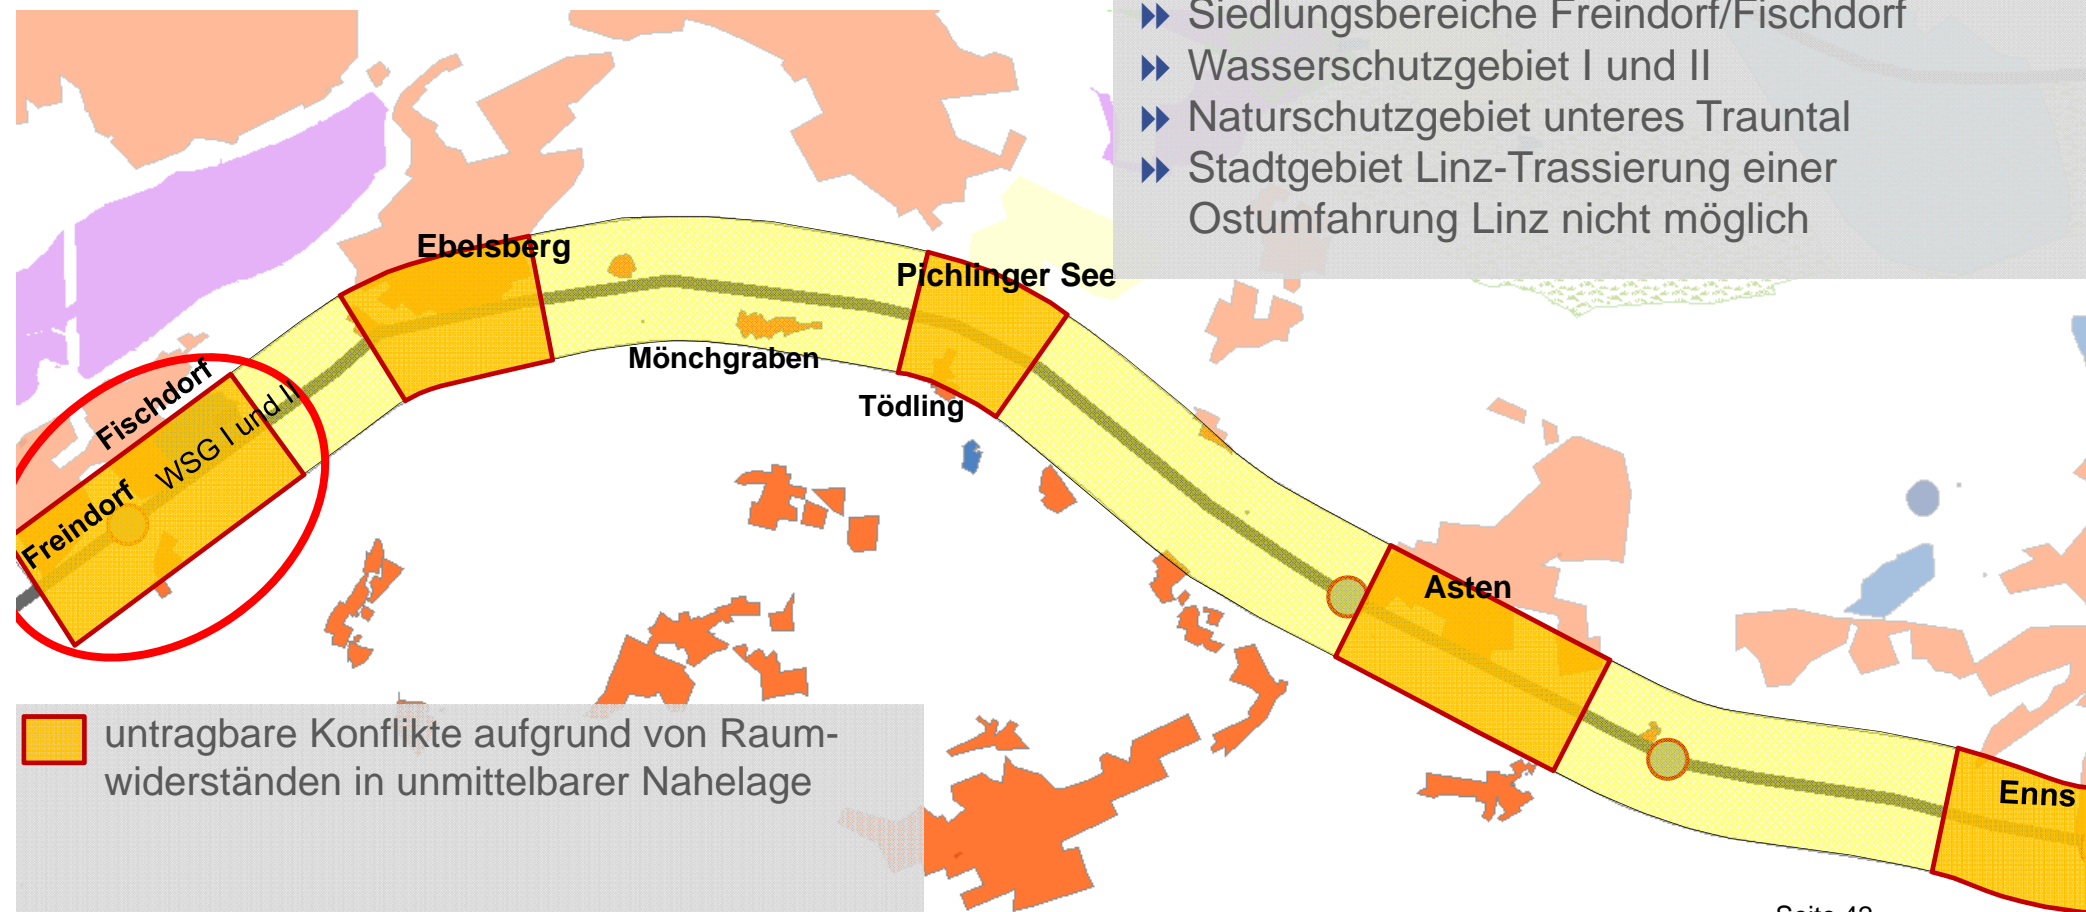 Siedlungsbereiche Freindorf/Fischdorf
Wasserschutzgebiet I und II
Naturschutzgebiet unteres Trauntal
Stadtgebiet Linz-Trassierung einer
Ostumfahrung Linz nicht möglich
Ebelsberg
Pichlinger See
Mönchgraben
Tödling
Fischdorf
WSG I und II
Freindorf
Asten
Enns
untragbare Konflikte aufgrund von Raum-
widerständen in unmittelbarer Nahelage